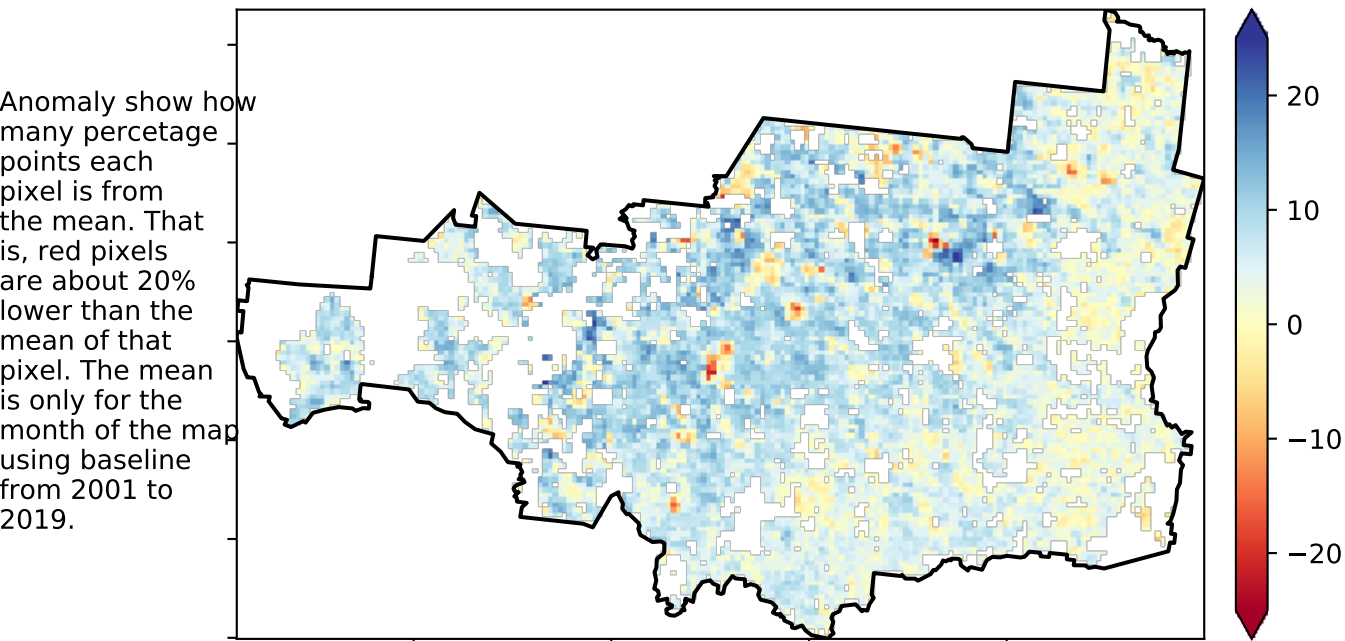 Anomaly show how
many percetage
points each
pixel is from
the mean. That
is, red pixels
are about 20%
lower than the
mean of that
pixel. The mean
is only for the
month of the map
using baseline
from 2001 to
2019.
20
10
0
−10
−20